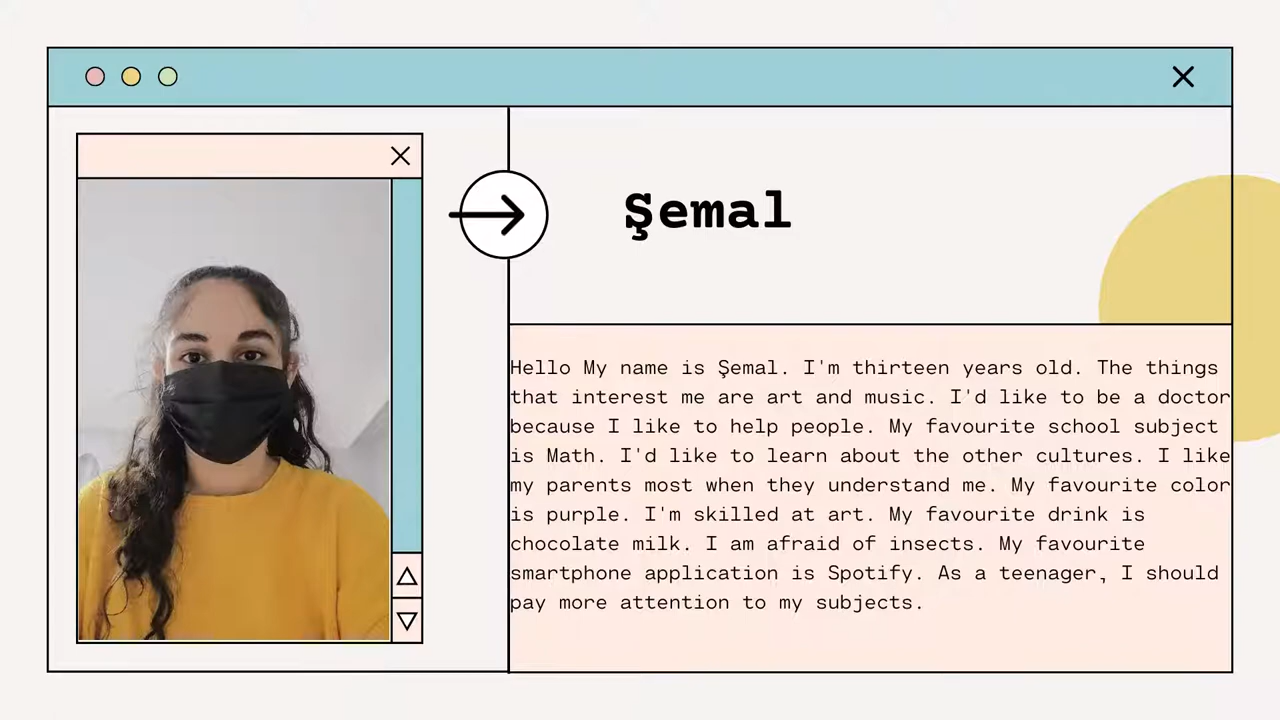 Şemal
Hello My name is Şemal. I'm thirteen years old. The things
that interest me are art and music. I'd like to be a doctor
because I like to help people. My favourite school subject
is Math. I'd like to learn about the other cultures. I like
my parents most when they understand me. My favourite color
is purple. I'm skilled at art. My favourite drink is
chocolate milk. I am afraid of insects. My favourite
smartphone application is Spotify. As a teenager, I should
pay more attention to my subjects.